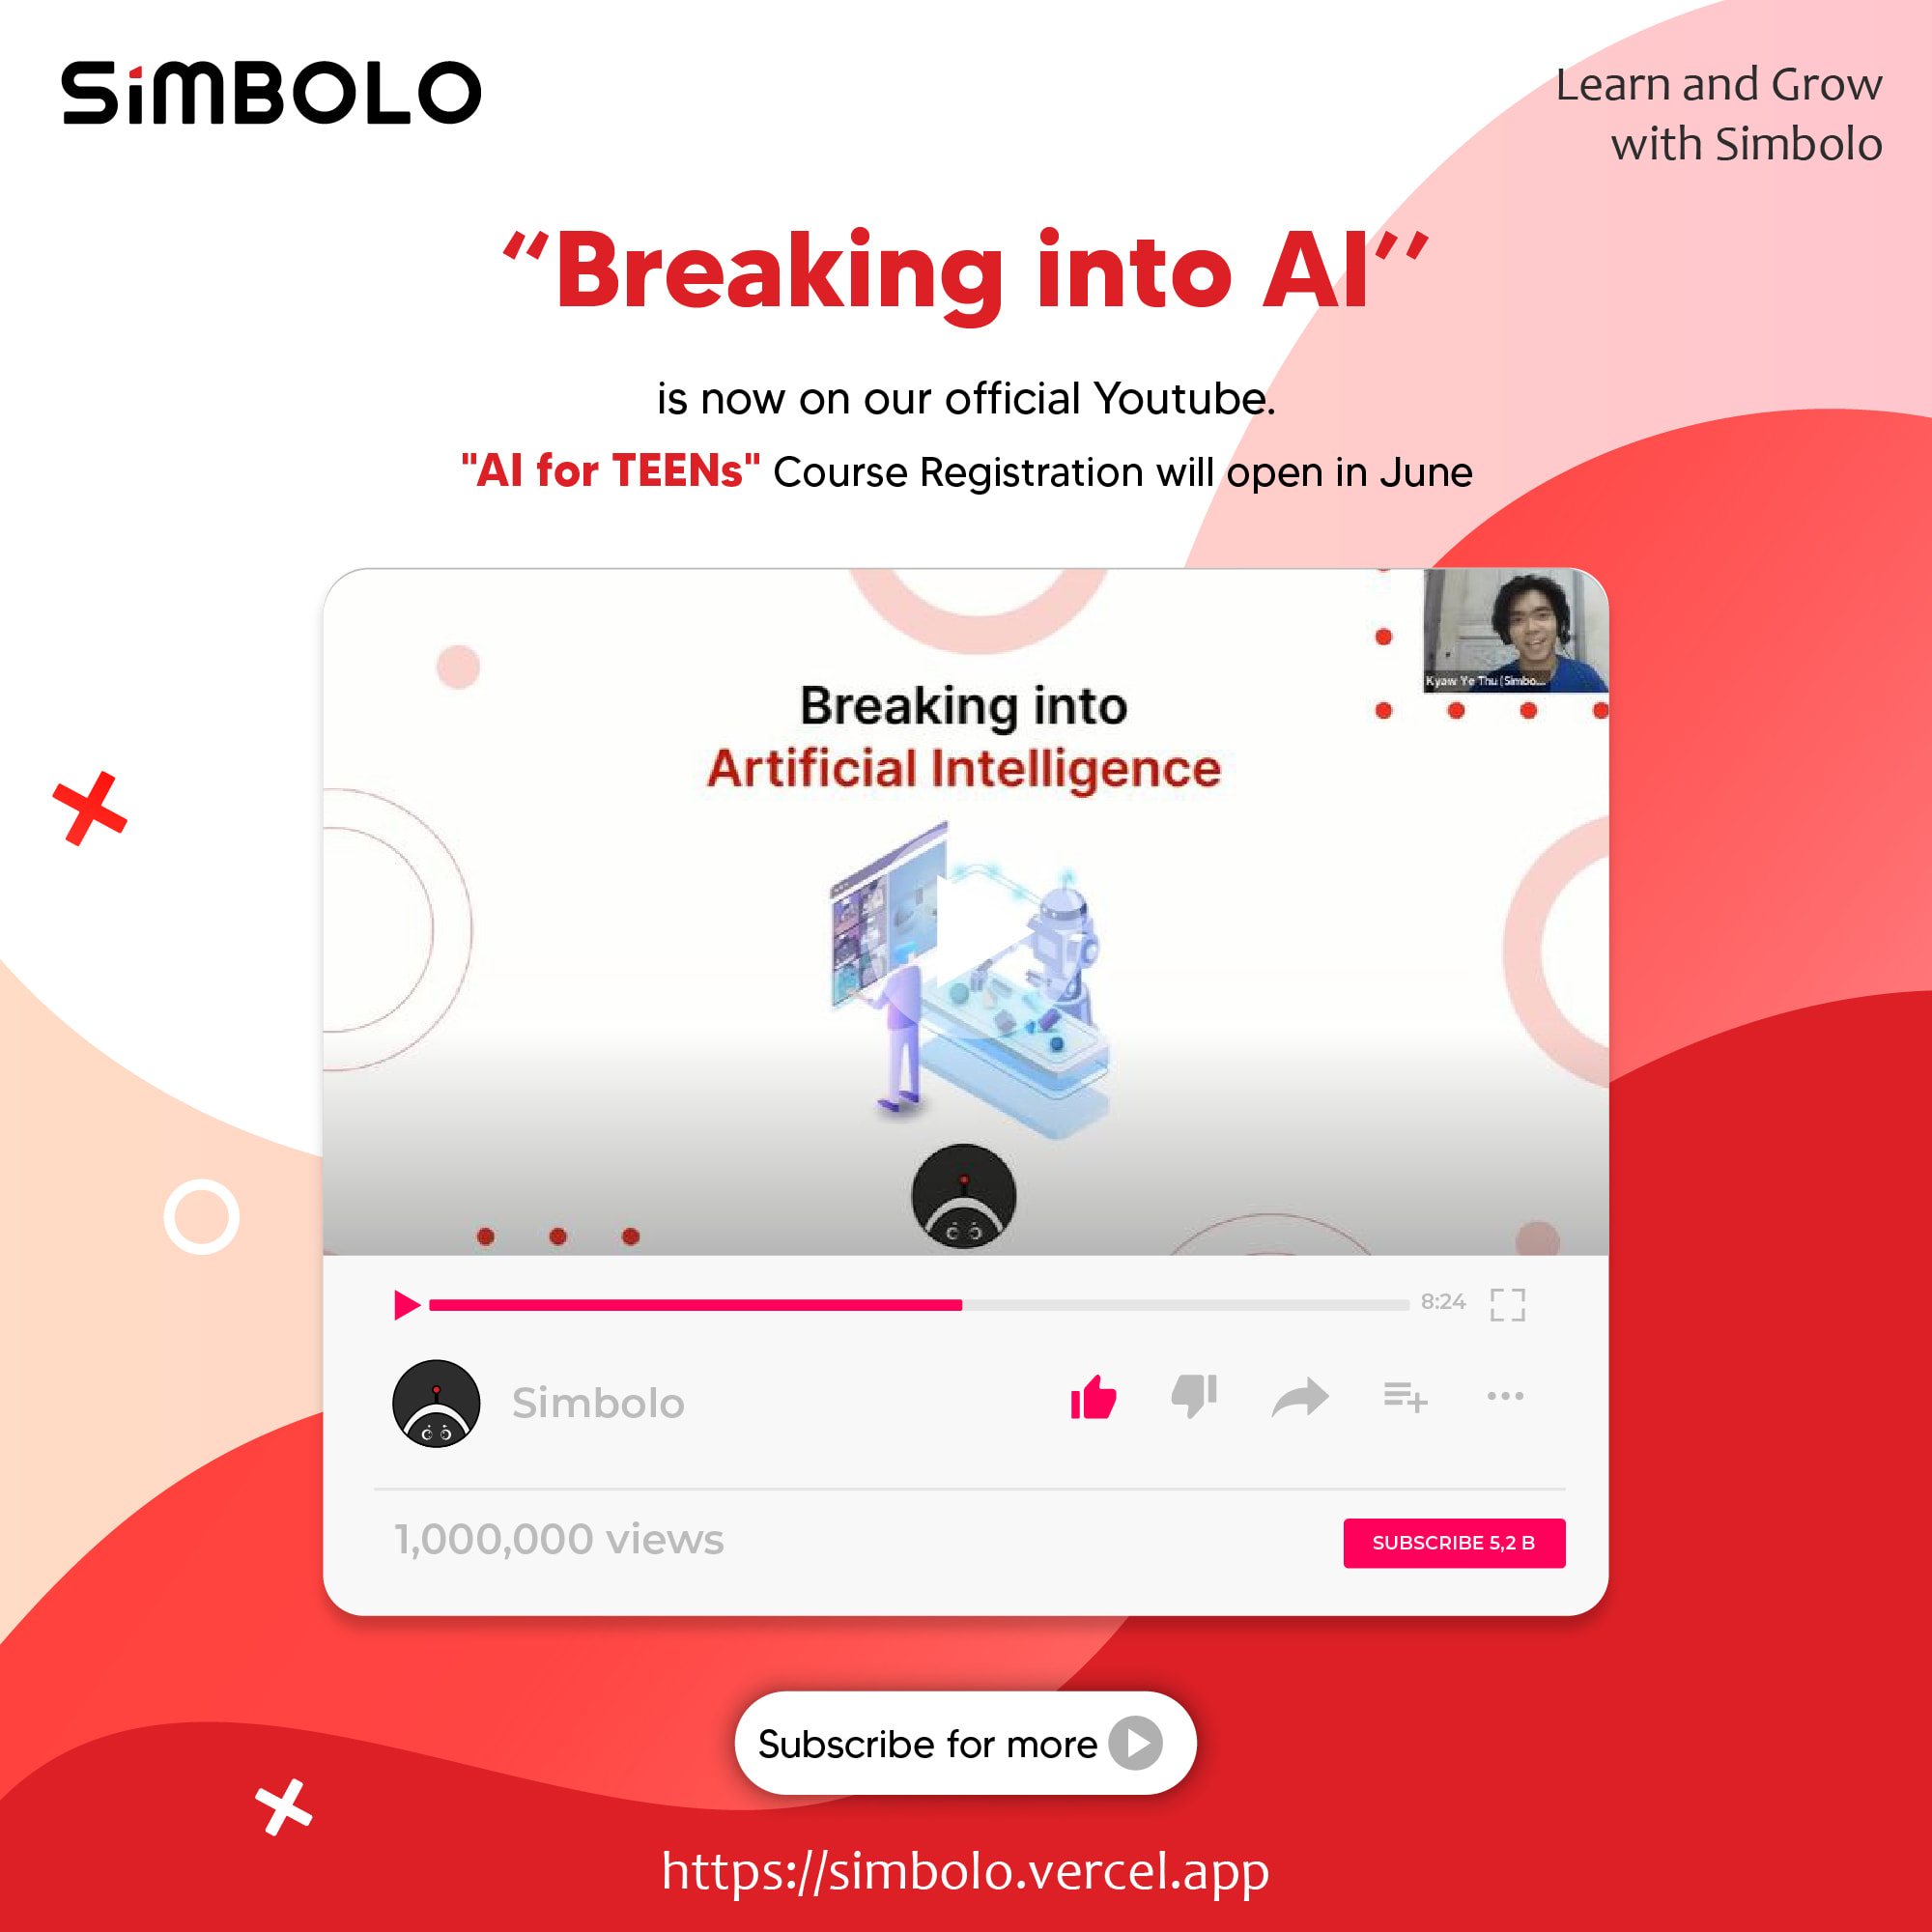 SiMBOLO
Learn and Grow
with Simbolo
“Breaking into AI”
is now on our official Youtube.
"AI for TEENs" Course Registration will open in June
Kyaw Ye Thu (Simbo...
Breaking into
Artificial Intelligence
8:24
Simbolo
1,000,000 views
SUBSCRIBE 5,2 B
Subscribe for more
https://simbolo.vercel.app